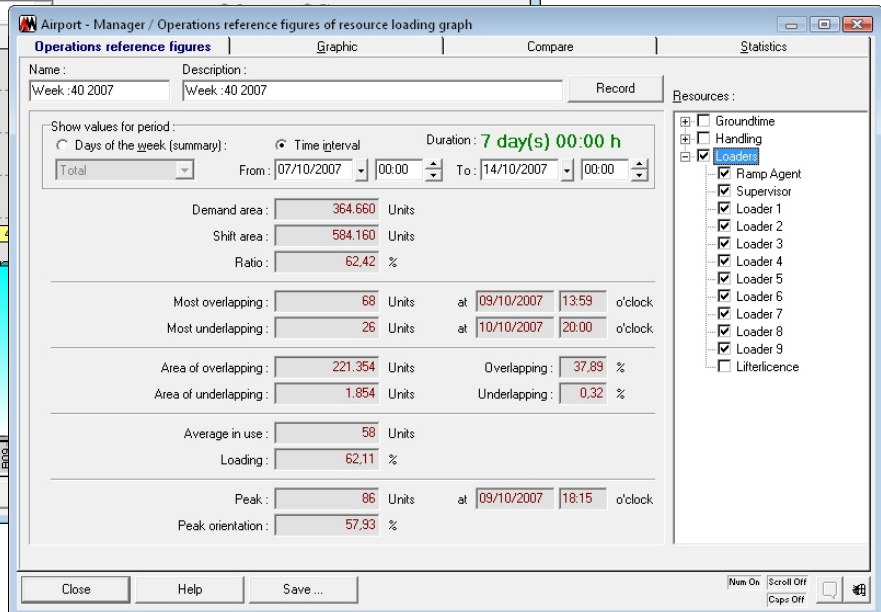 Airport - Manager / Operations reference figures of resource loading graph
Operations reference figures Graphic Compare Statistics
Name : Description :
Week :40 2007 Week :40 2007 Record
Resources :
Show values for period :
Days of the week (summary) : Time interval Duration : 7 day(s) 00:00 h
Total From : 07/10/2007 00:00 To : 14/10/2007 00:00
Demand area : 364.660 Units
Shift area : 584.160 Units
Ratio : 62,42 %
Most overlapping : 68 Units at 09/10/2007 13:59 o'clock
Most underlapping : 26 Units at 10/10/2007 20:00 o'clock
Area of overlapping : 221.354 Units Overlapping : 37,89 %
Area of underlapping : 1.854 Units Underlapping : 0,32 %
Average in use : 58 Units
Loading : 62,11 %
Peak : 86 Units at 09/10/2007 18:15 o'clock
Peak orientation : 57,93 %
Groundtime
Handling
Loaders
Ramp Agent
Supervisor
Loader 1
Loader 2
Loader 3
Loader 4
Loader 5
Loader 6
Loader 7
Loader 8
Loader 9
Lifterlicence
Close Help Save ...
Num On Scroll Off
Caps Off